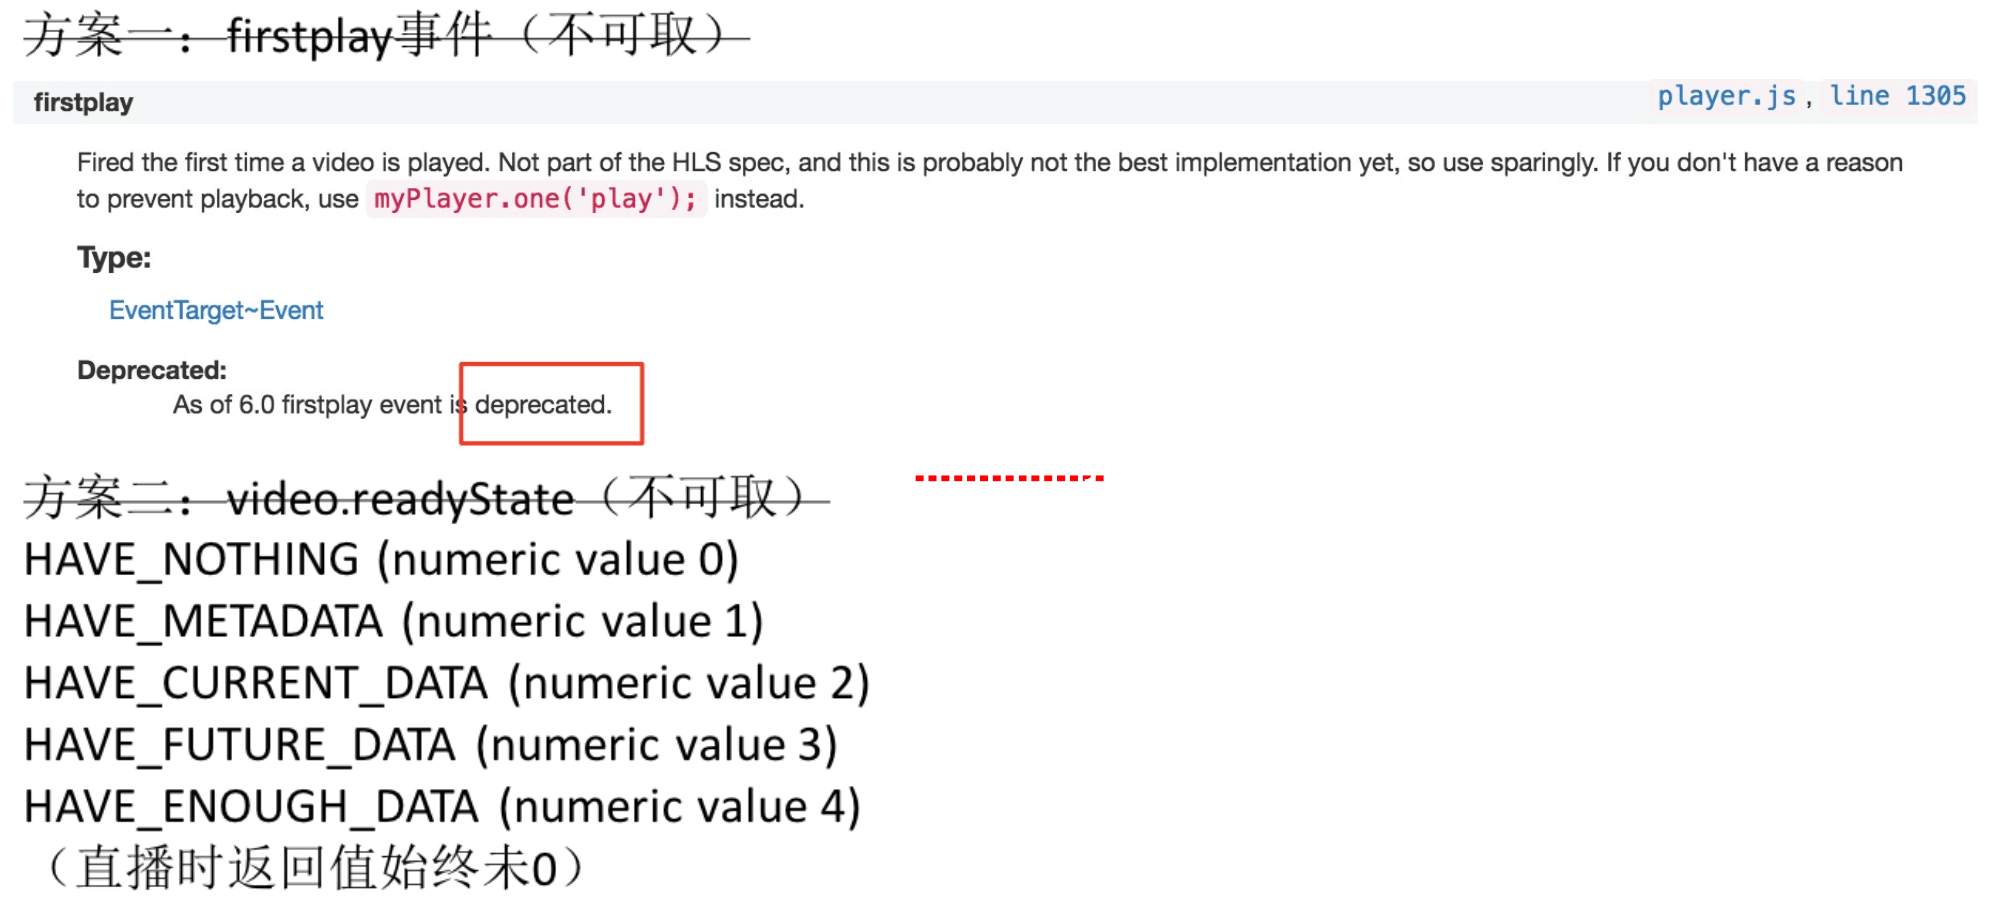 方案一：firstplay事件（不可取）
firstplay player.js, line 1305
Fired the first time a video is played. Not part of the HLS spec, and this is probably not the best implementation yet, so use sparingly. If you don't have a reason
to prevent playback, use myPlayer.one('play'); instead.
Type:
EventTarget~Event
Deprecated:
As of 6.0 firstplay event is deprecated.
方案二：video.readyState（不可取）
HAVE_NOTHING (numeric value 0)
HAVE_METADATA (numeric value 1)
HAVE_CURRENT_DATA (numeric value 2)
HAVE_FUTURE_DATA (numeric value 3)
HAVE_ENOUGH_DATA (numeric value 4)
（直播时返回值始终未0）